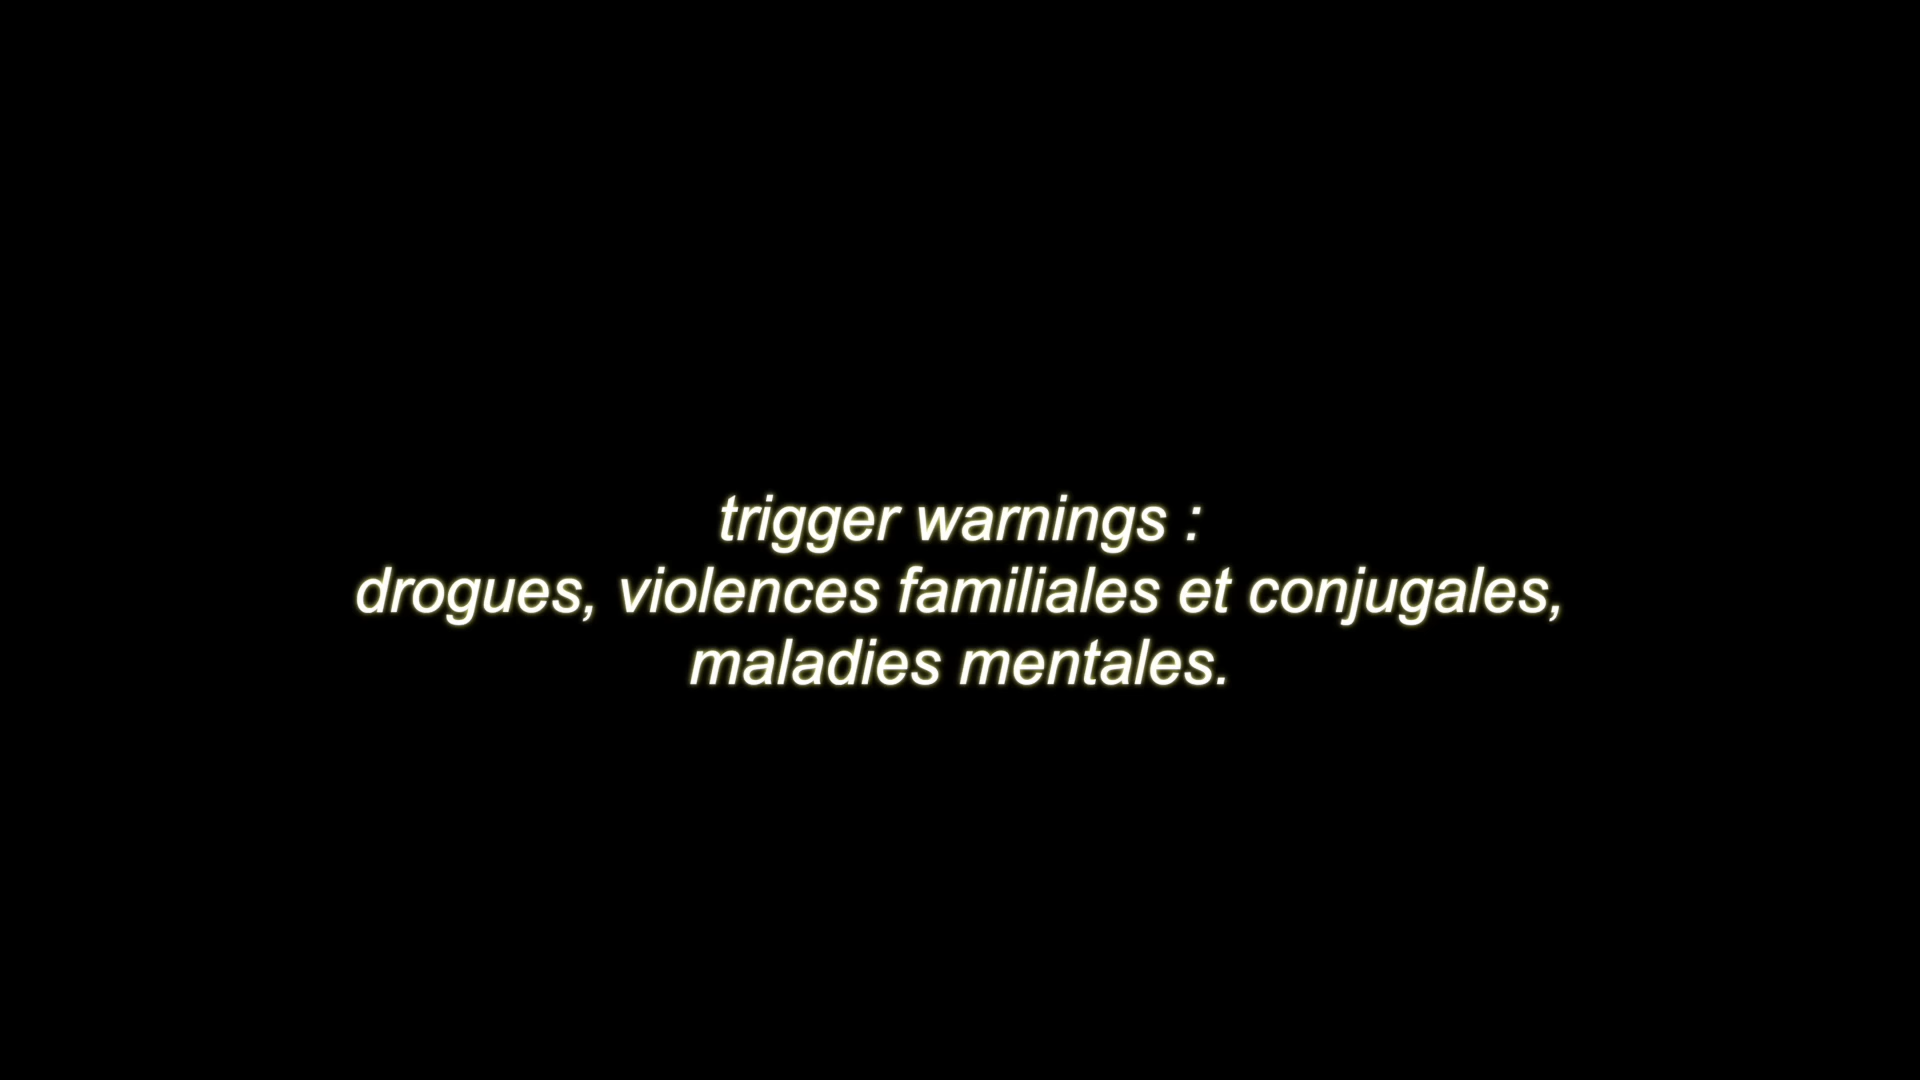 trigger warnings :
drogues, violences familiales et conjugales,
maladies mentales.